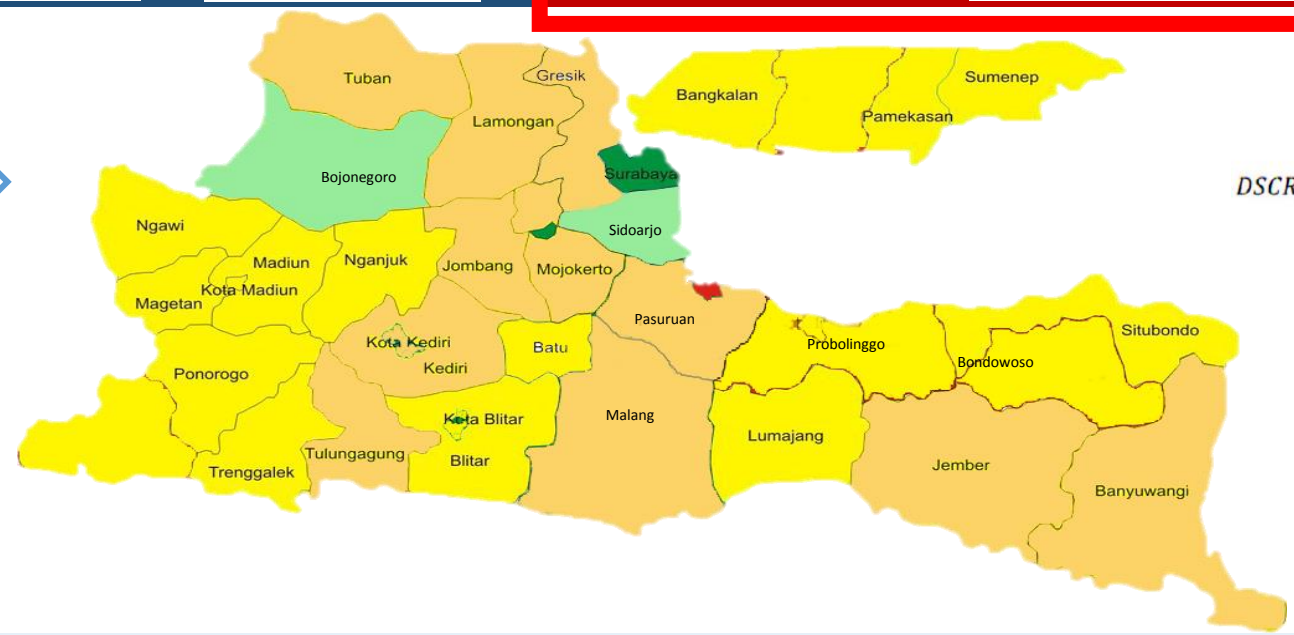 Tuban
Gresik
Lamongan
Bangkalan
Sumenep
Pamekasan
Bojonegoro
Surabaya
DSCR
Sidoarjo
Ngawi
Madiun
Nganjuk
Jombang
Mojokerto
Kota Madiun
Magetan
Pasuruan
Kota Kediri
Batu
Kediri
Probolinggo
Situbondo
Bondowoso
Ponorogo
Kota Blitar
Malang
Lumajang
Tulungagung
Blitar
Trenggalek
Jember
Banyuwangi